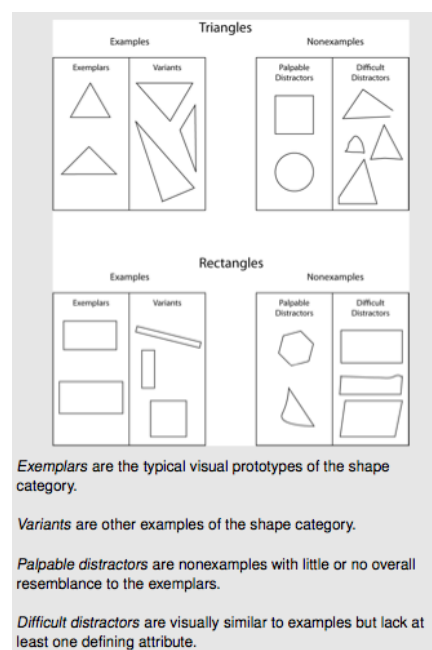 Triangles
Examples
Nonexamples
Exemplars
Variants
Palpable
Distractors
Difficult
Distractors
Rectangles
Examples
Nonexamples
Exemplars
Variants
Palpable
Distractors
Difficult
Distractors
Exemplars are the typical visual prototypes of the shape
category.
Variants are other examples of the shape category.
Palpable distractors are nonexamples with little or no overall
resemblance to the exemplars.
Difficult distractors are visually similar to examples but lack at
least one defining attribute.